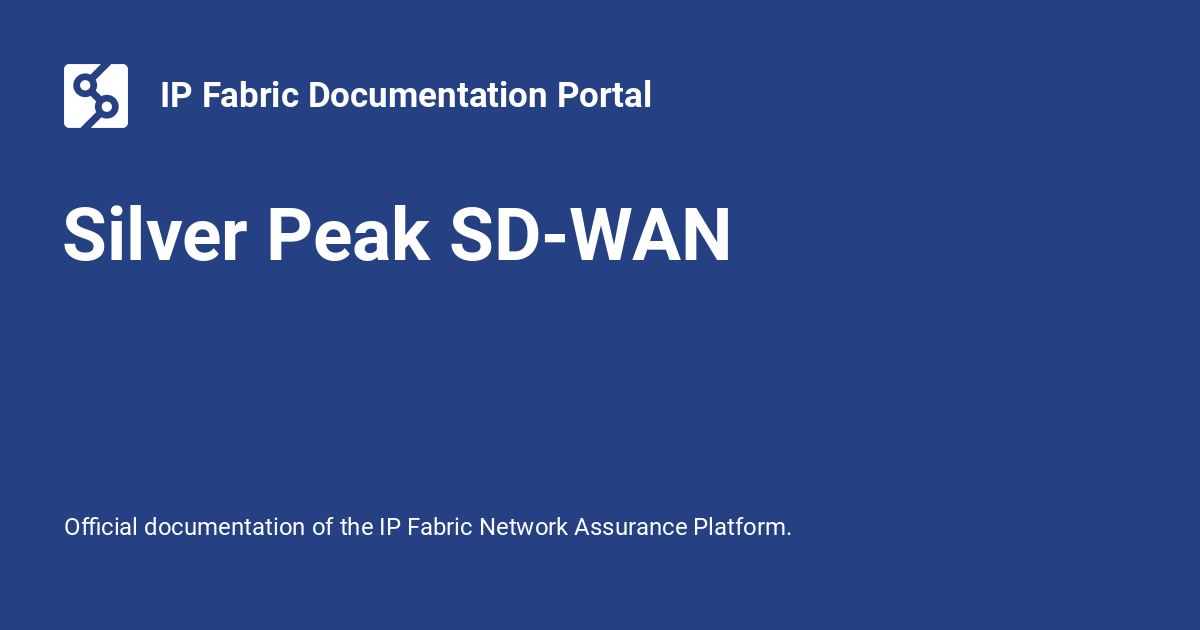 IP Fabric Documentation Portal
Silver Peak SD-WAN
Official documentation of the IP Fabric Network Assurance Platform.